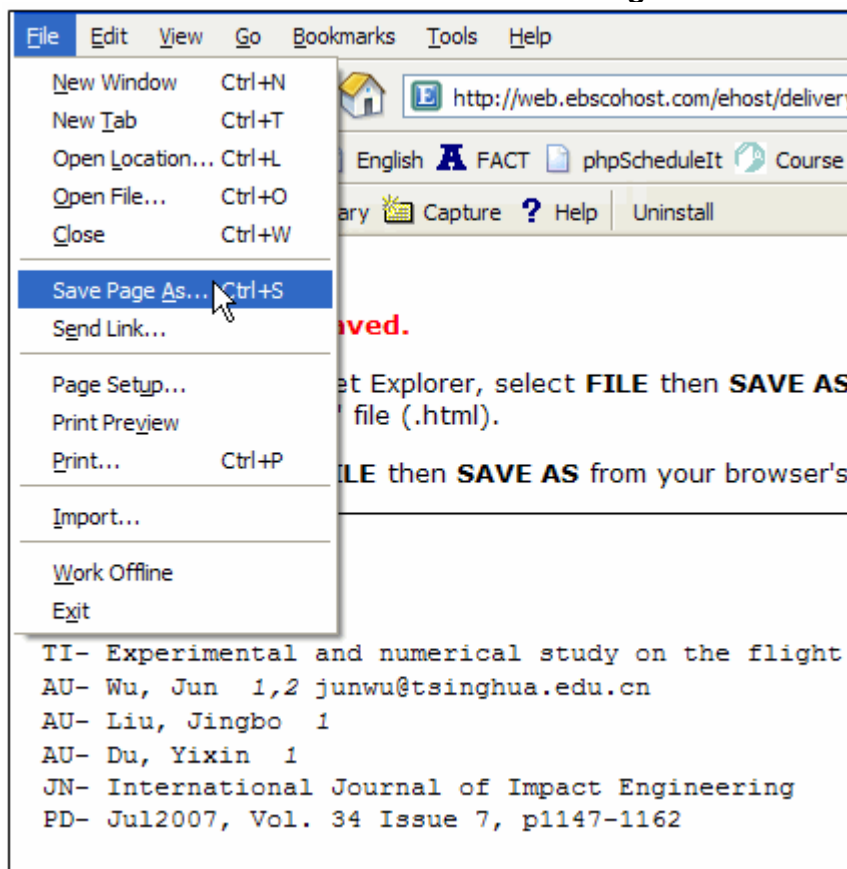 File Edit View Go Bookmarks Tools Help
New Window Ctrl+N
New Tab Ctrl+T
Open Location... Ctrl+L
Open File... Ctrl+O
Close Ctrl+W
Save Page As... Ctrl+S
Send Link...
Page Setup...
Print Preview
Print... Ctrl+P
Import...
Work Offline
Exit
http://web.ebscohost.com/ehost/delivery
English A FACT phpScheduleIt Course
ary Capture ? Help Uninstall
aved.
et Explorer, select FILE then SAVE AS
' file (.html).
ILE then SAVE AS from your browser's
TI- Experimental and numerical study on the flight
AU- Wu, Jun 1,2 junwu@tsinghua.edu.cn
AU- Liu, Jingbo 1
AU- Du, Yixin 1
JN- International Journal of Impact Engineering
PD- Jul2007, Vol. 34 Issue 7, p1147-1162